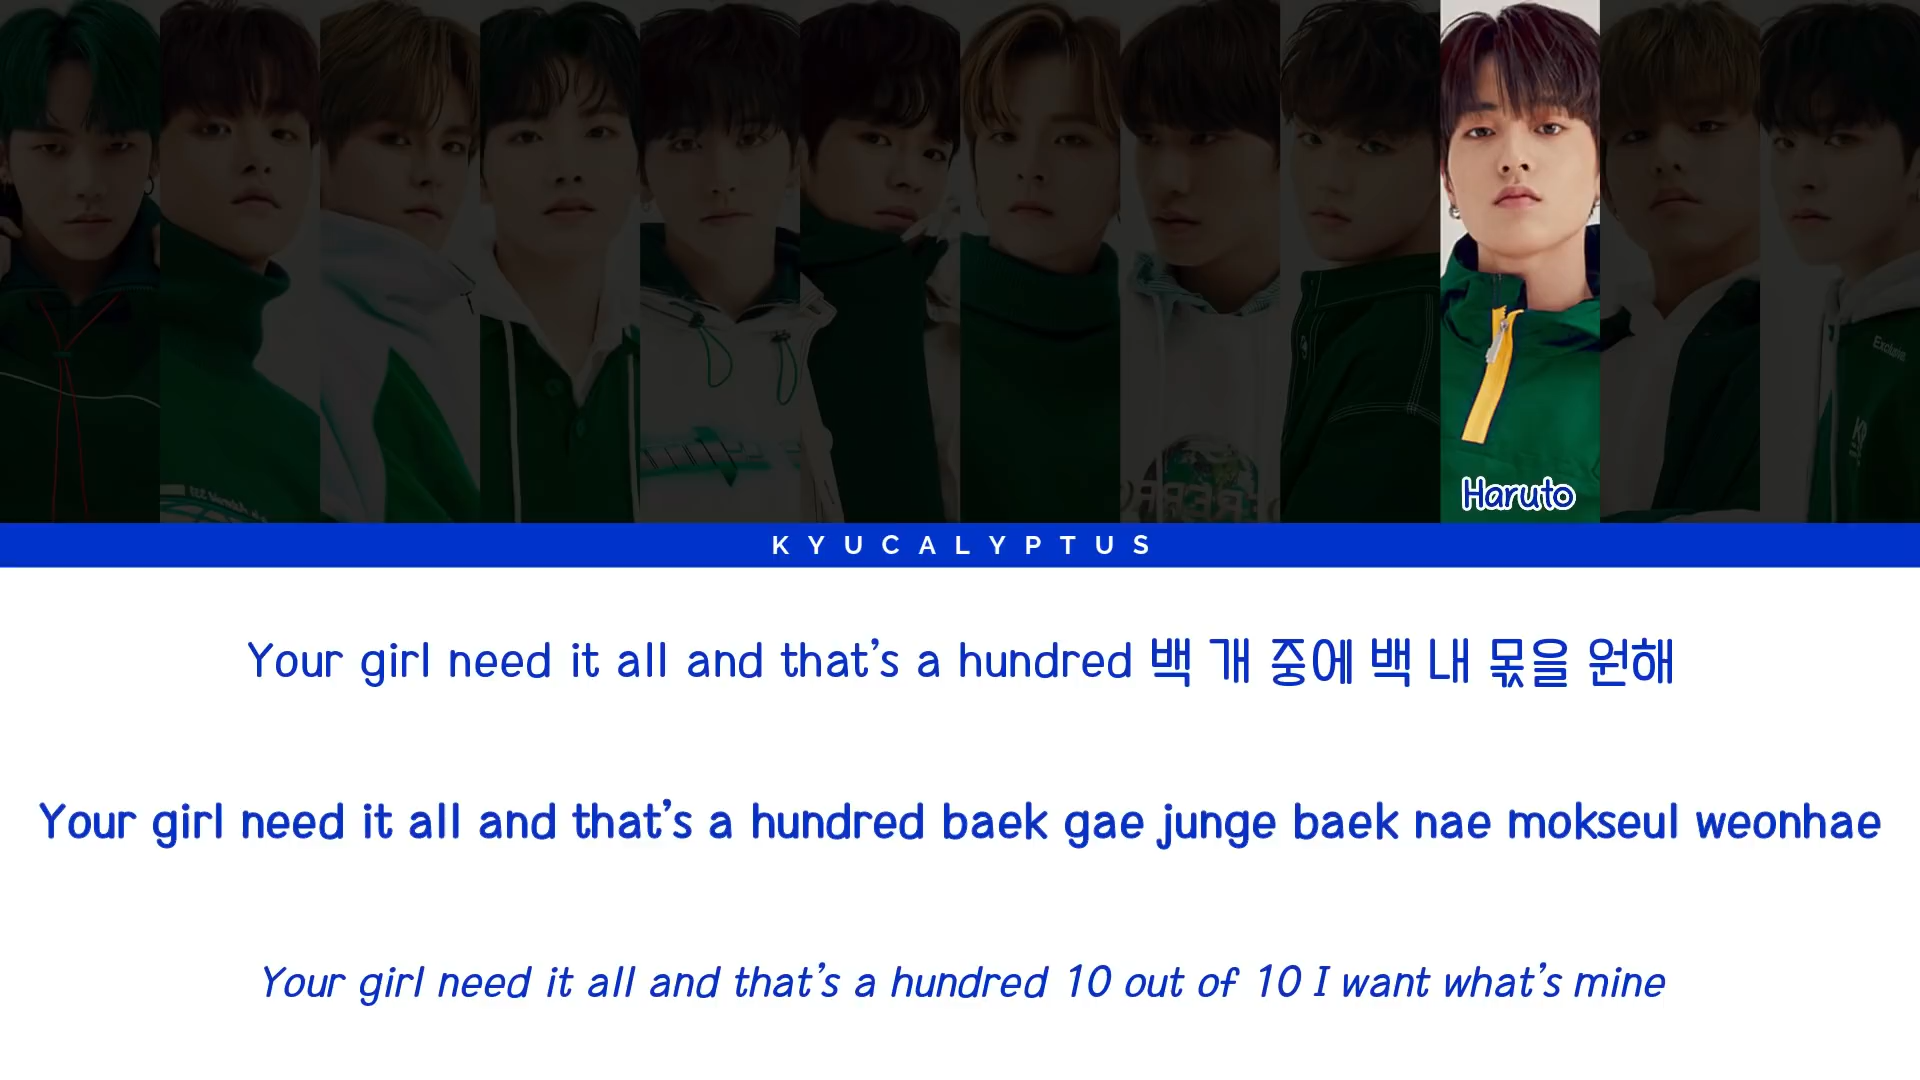 Exclusive
Haruto
KYUCALYPTUS
Your girl need it all and that’s a hundred 백 개 중에 백 내 몫을 원해
Your girl need it all and that’s a hundred baek gae junge baek nae mokseul weonhae
Your girl need it all and that’s a hundred 10 out of 10 I want what’s mine